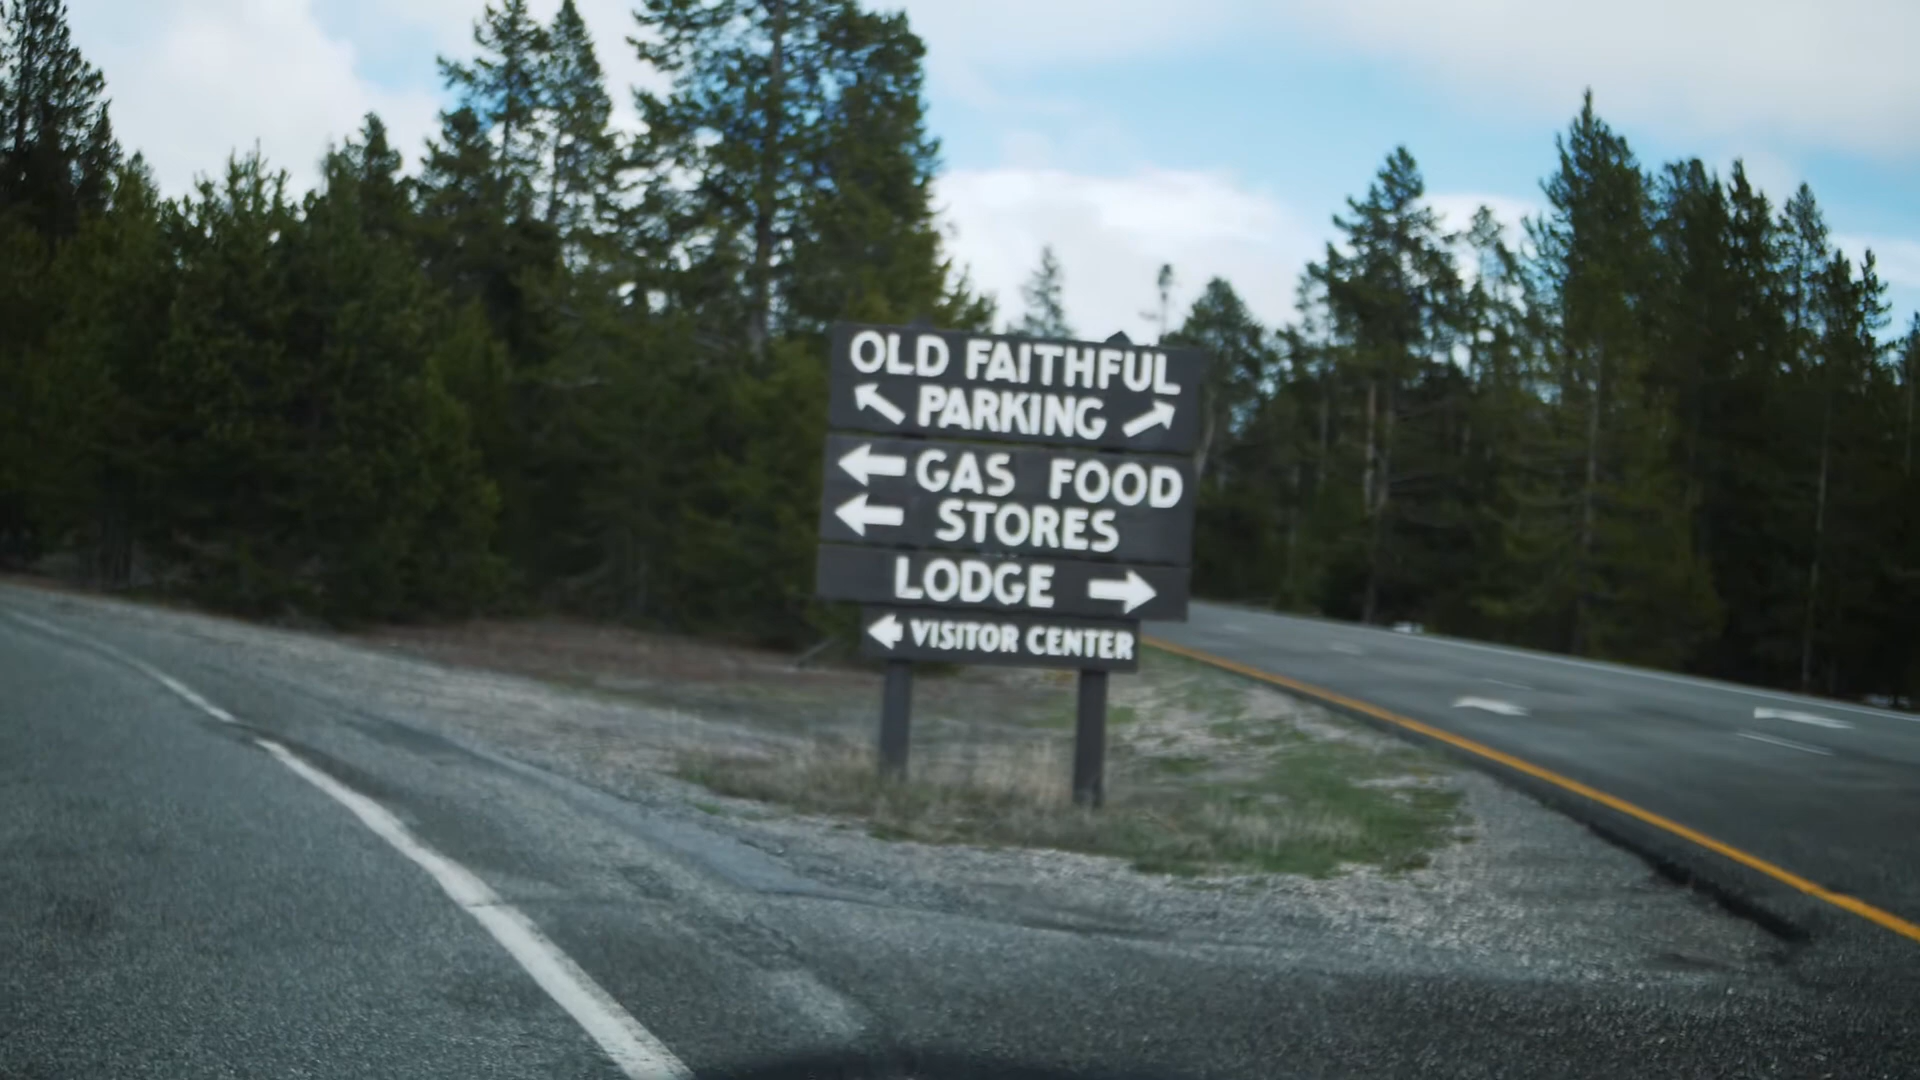 OLD FAITHFUL
PARKING
GAS FOOD
STORES
LODGE
VISITOR CENTER